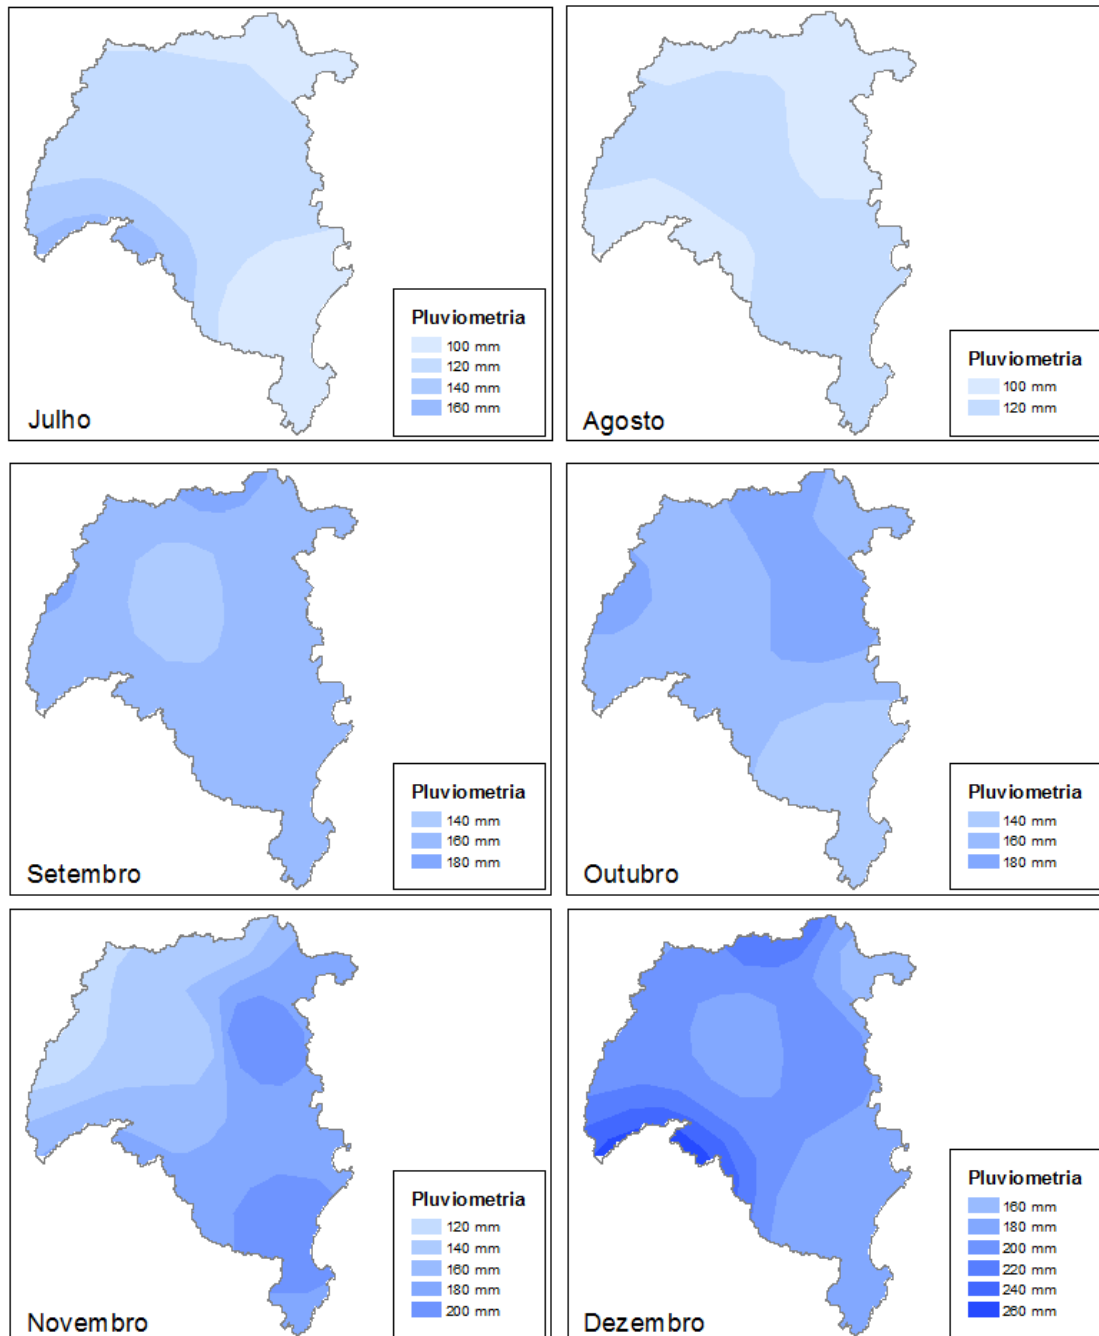 Pluviometria
100 mm
120 mm
140 mm
160 mm
Julho
Pluviometria
100 mm
120 mm
Agosto
Pluviometria
140 mm
160 mm
180 mm
Setembro
Pluviometria
140 mm
160 mm
180 mm
Outubro
Pluviometria
120 mm
140 mm
160 mm
180 mm
200 mm
Novembro
Pluviometria
160 mm
180 mm
200 mm
220 mm
240 mm
260 mm
Dezembro